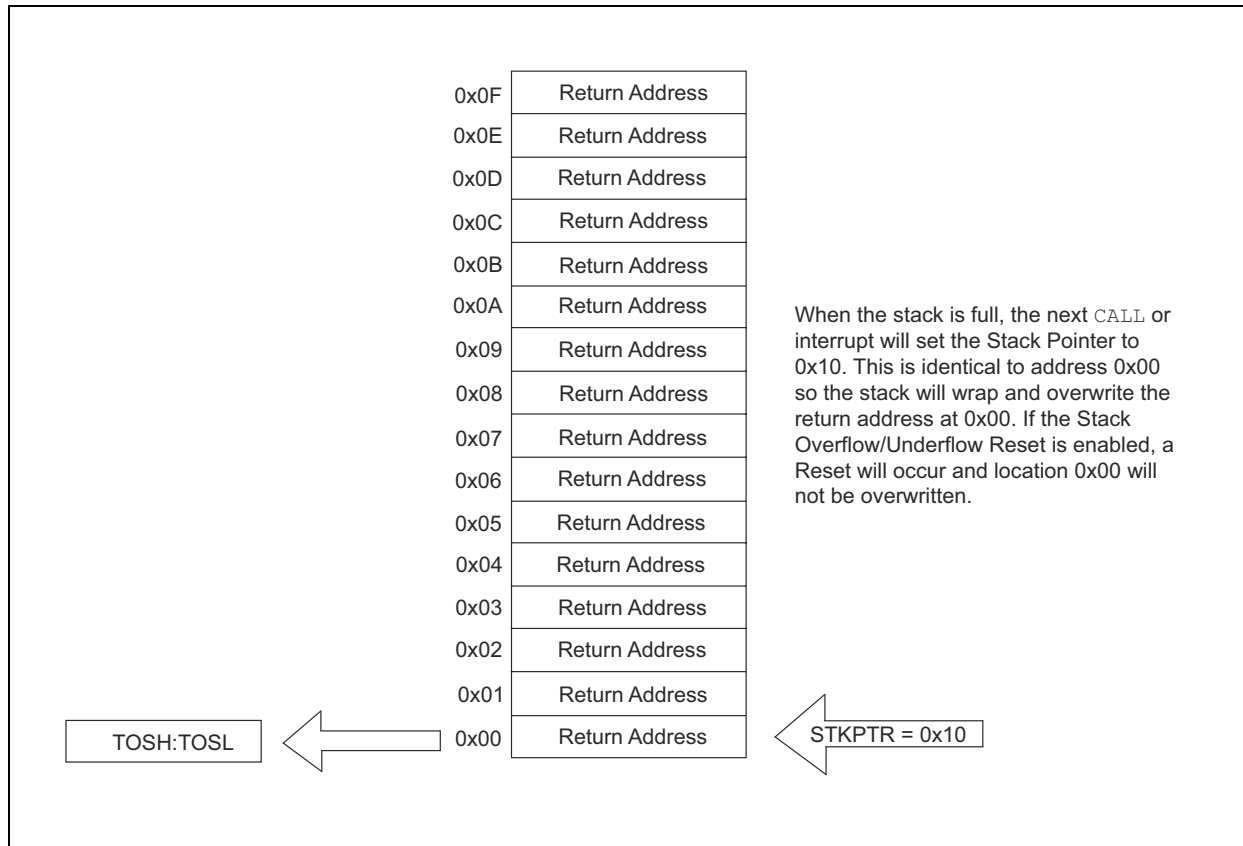 0x0F Return Address
0x0E Return Address
0x0D Return Address
0x0C Return Address
0x0B Return Address
0x0A Return Address
0x09 Return Address
0x08 Return Address
0x07 Return Address
0x06 Return Address
0x05 Return Address
0x04 Return Address
0x03 Return Address
0x02 Return Address
0x01 Return Address
TOSH:TOSL 0x00 Return Address STKPTR = 0x10
When the stack is full, the next CALL or
interrupt will set the Stack Pointer to
0x10. This is identical to address 0x00
so the stack will wrap and overwrite the
return address at 0x00. If the Stack
Overflow/Underflow Reset is enabled, a
Reset will occur and location 0x00 will
not be overwritten.